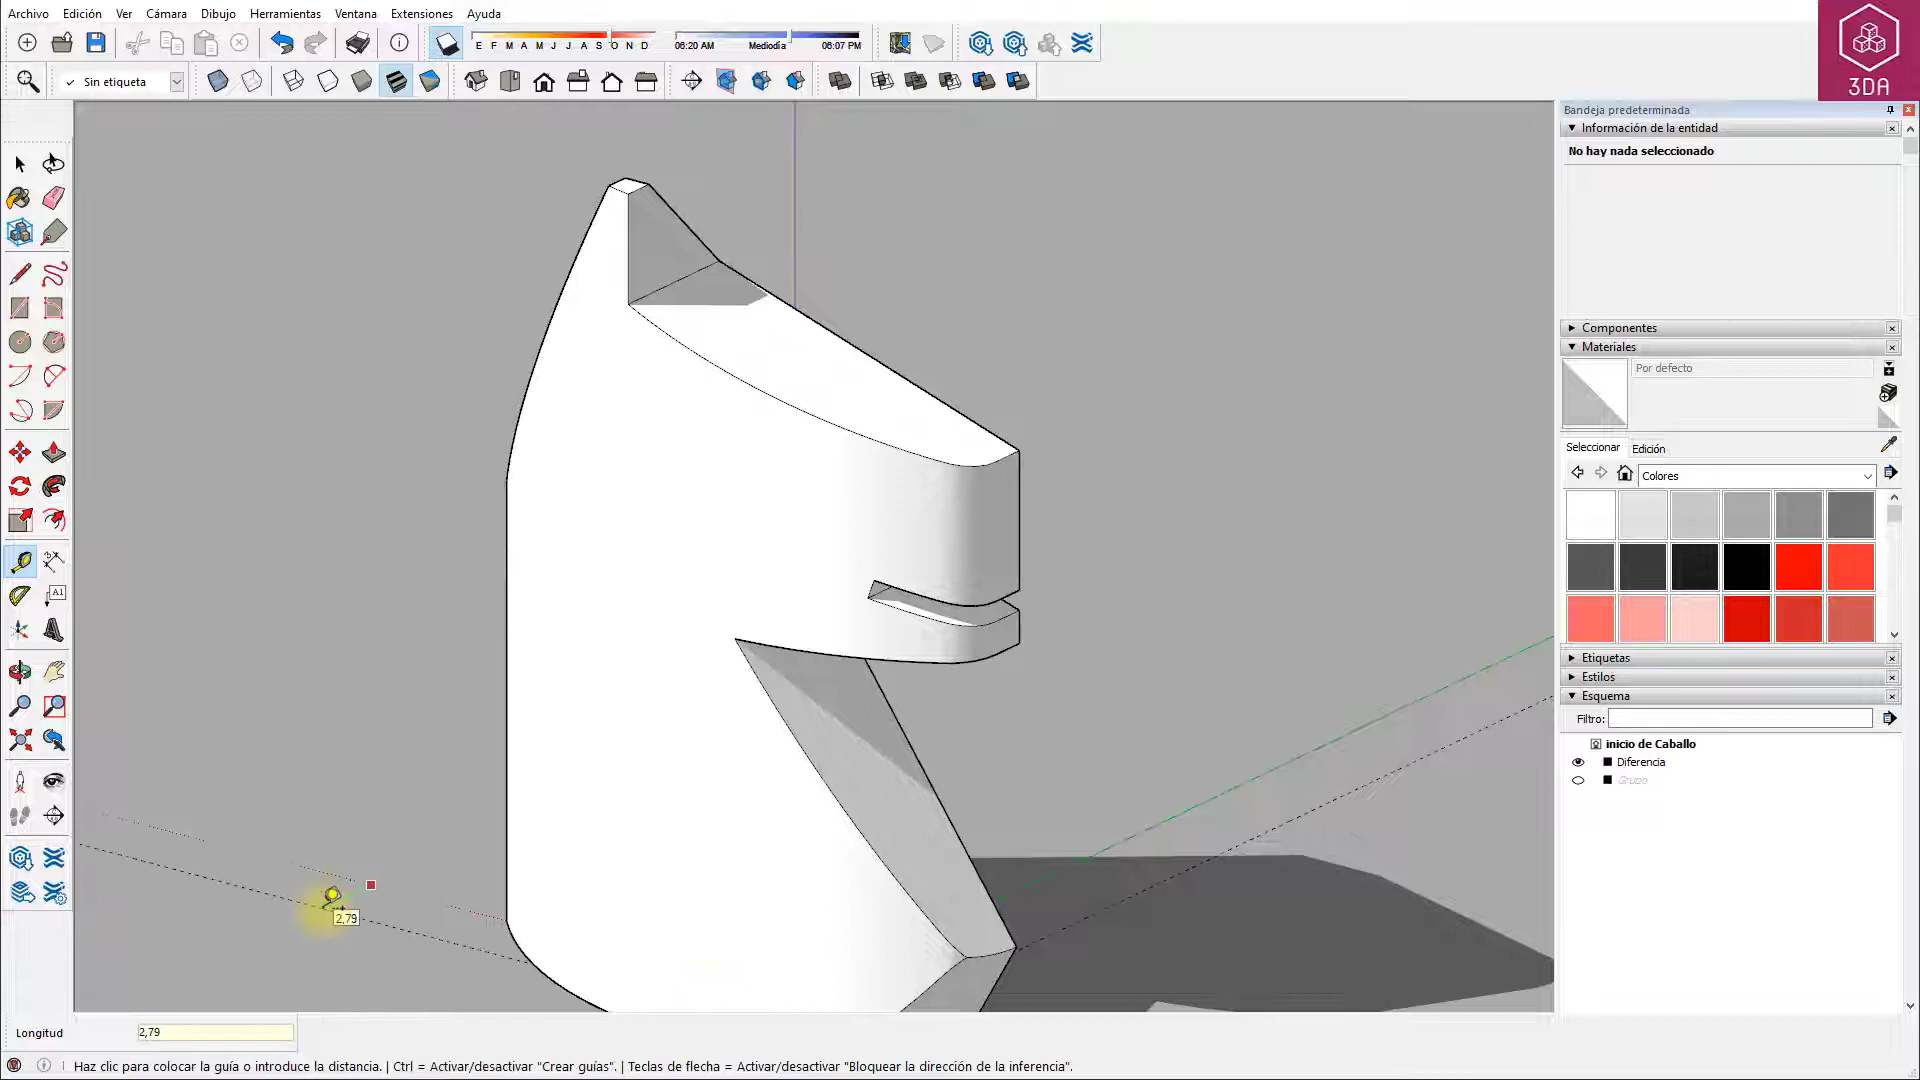 Archivo Edición Ver Cámara Dibujo Herramientas Ventana Extensiones Ayuda
E F M A M J J A S O N D 06:20 AM Mediodía 06:07 PM
3DA
Sin etiqueta
Bandeja predeterminada
Información de la entidad
No hay nada seleccionado
Componentes
Materiales
Por defecto
Seleccionar Edición
Colores
A1
Etiquetas
Estilos
Esquema
Filtro:
inicio de Caballo
Diferencia
Grupo
2,79
Longitud 2,79
Haz clic para colocar la guía o introduce la distancia. | Ctrl = Activar/desactivar "Crear guías". | Teclas de flecha = Activar/desactivar "Bloquear la dirección de la inferencia".